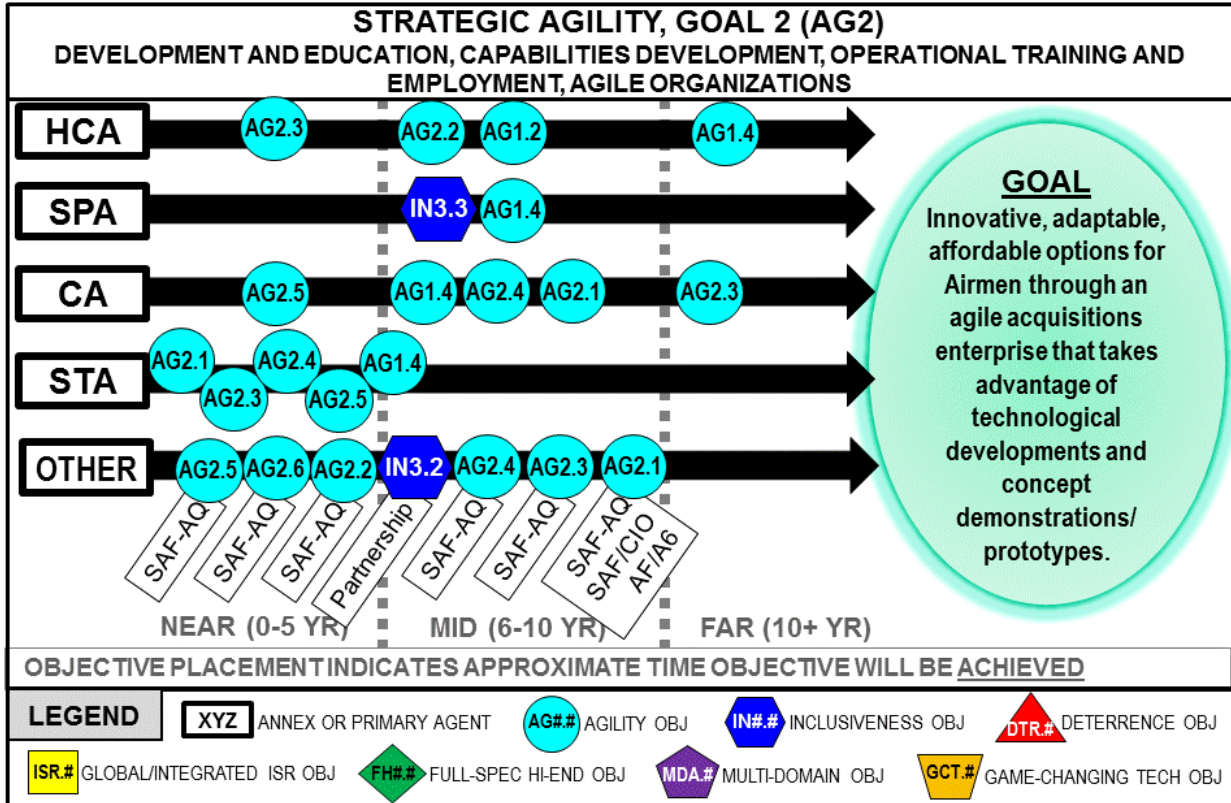 STRATEGIC AGILITY, GOAL 2 (AG2)
DEVELOPMENT AND EDUCATION, CAPABILITIES DEVELOPMENT, OPERATIONAL TRAINING AND
EMPLOYMENT, AGILE ORGANIZATIONS
HCA
AG2.3
AG2.2
AG1.2
AG1.4
SPA
IN3.3
AG1.4
CA
AG2.5
AG1.4
AG2.4
AG2.1
AG2.3
STA
AG2.1
AG2.3
AG2.4
AG2.5
AG1.4
OTHER
AG2.5
AG2.6
AG2.2
IN3.2
AG2.4
AG2.3
AG2.1
SAF-AQ
SAF-AQ
SAF-AQ
Partnership
SAF-AQ
SAF-AQ
SAF-AQ
SAF/CIO
AF/A6
NEAR (0-5 YR)
MID (6-10 YR)
FAR (10+ YR)
GOAL
Innovative, adaptable,
affordable options for
Airmen through an
agile acquisitions
enterprise that takes
advantage of
technological
developments and
concept
demonstrations/
prototypes.
OBJECTIVE PLACEMENT INDICATES APPROXIMATE TIME OBJECTIVE WILL BE ACHIEVED
LEGEND
XYZ ANNEX OR PRIMARY AGENT
AG#.# AGILITY OBJ
IN#.# INCLUSIVENESS OBJ
DTR.# DETERRENCE OBJ
ISR.# GLOBAL/INTEGRATED ISR OBJ
FH#.# FULL-SPEC HI-END OBJ
MDA.# MULTI-DOMAIN OBJ
GCT.# GAME-CHANGING TECH OBJ